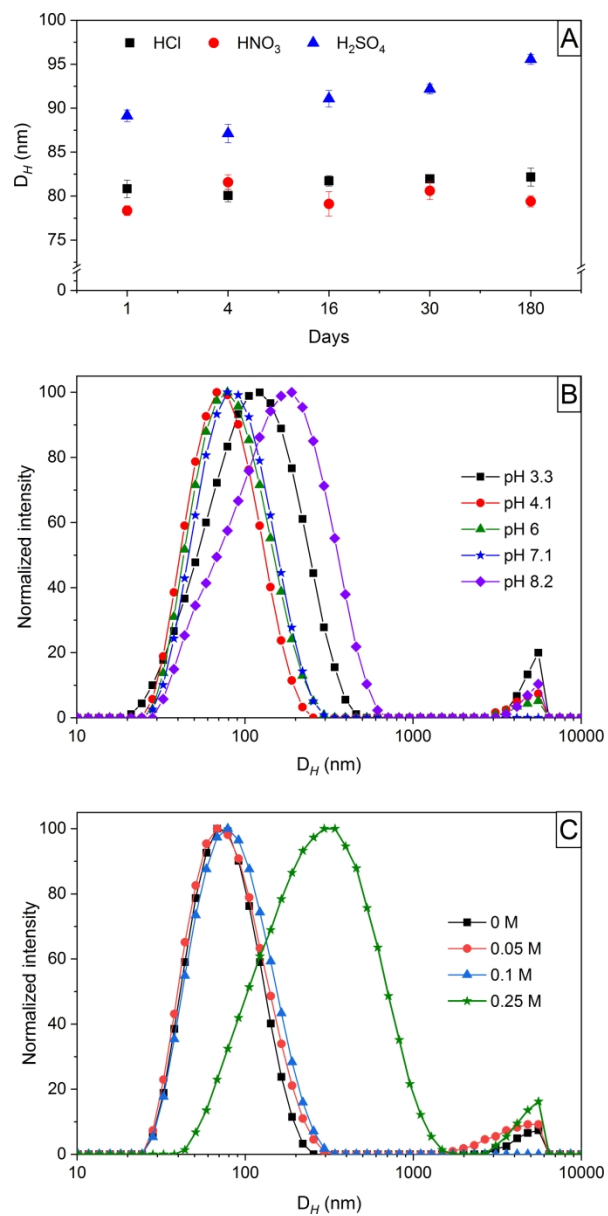 A
HCl HNO₃ H₂SO₄
95
90
85
80
75
0
D_H (nm)
1 4 16 30 180
Days
B
100
80
60
40
20
0
Normalized intensity
pH 3.3
pH 4.1
pH 6
pH 7.1
pH 8.2
10 100 1000 10000
D_H (nm)
C
100
80
60
40
20
0
Normalized intensity
0 M
0.05 M
0.1 M
0.25 M
10 100 1000 10000
D_H (nm)